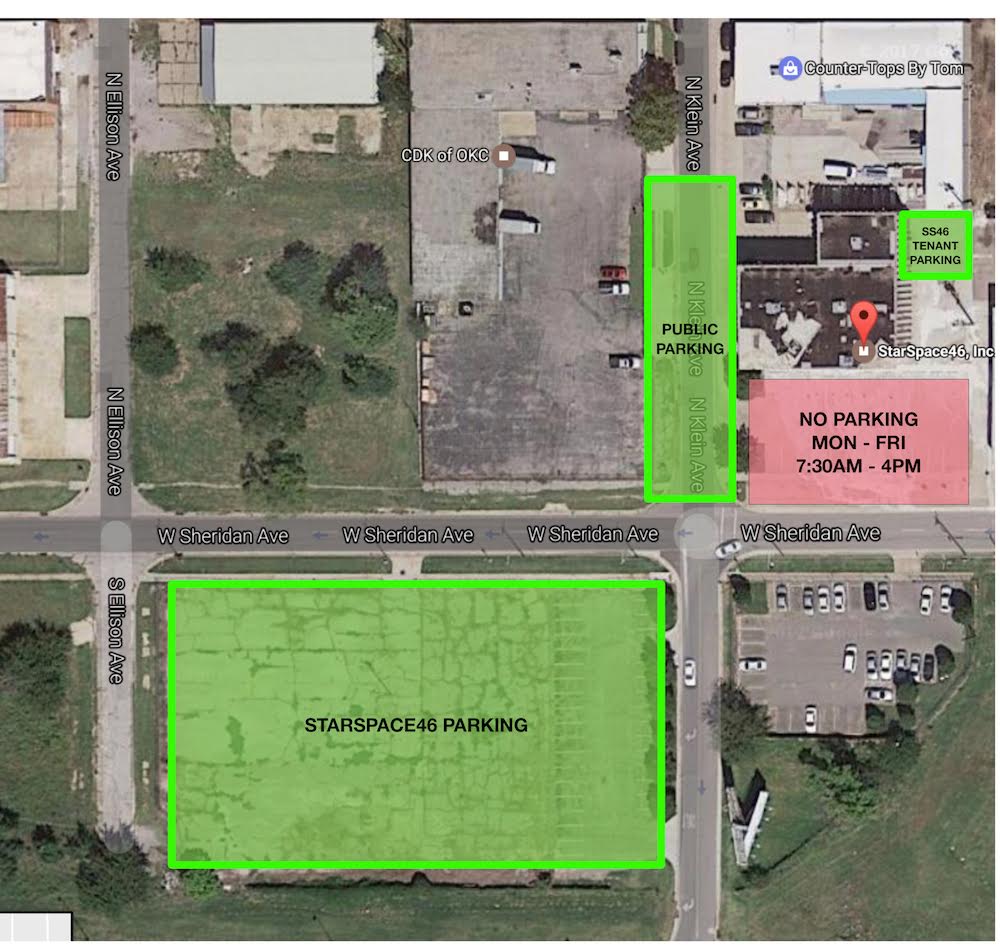 N Ellison Ave
N Klein Ave
Counter-Tops By Tom
CDK of OKC
SS46
TENANT
PARKING
N Klein Ave
PUBLIC
PARKING
StarSpace46, Inc
N Ellison Ave
N Klein Ave
NO PARKING
MON - FRI
7:30AM - 4PM
W Sheridan Ave
W Sheridan Ave
W Sheridan Ave
W Sheridan Ave
S Ellison Ave
STARSPACE46 PARKING